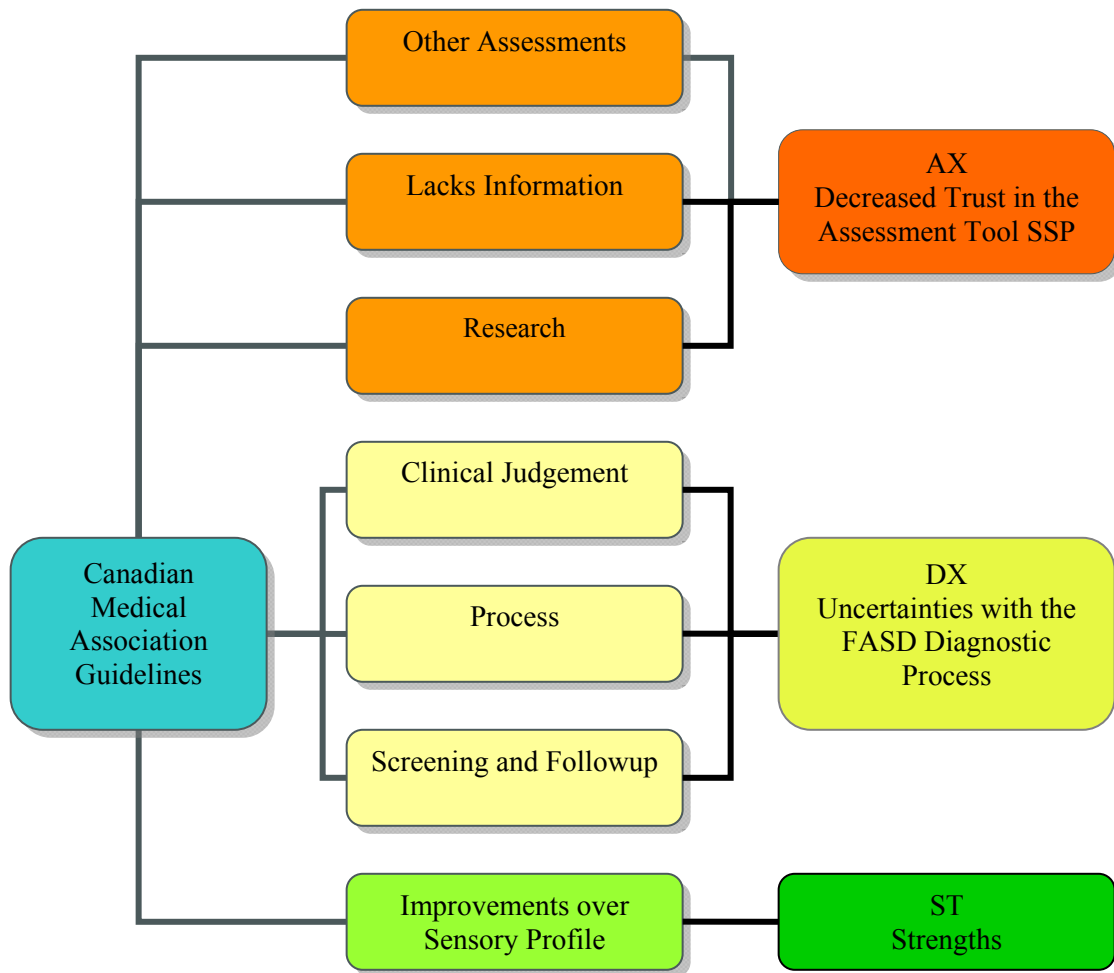 Other Assessments
Lacks Information
AX
Decreased Trust in the
Assessment Tool SSP
Research
Clinical Judgement
Canadian
Medical
Association
Guidelines
Process
DX
Uncertainties with the
FASD Diagnostic
Process
Screening and Followup
Improvements over
Sensory Profile
ST
Strengths